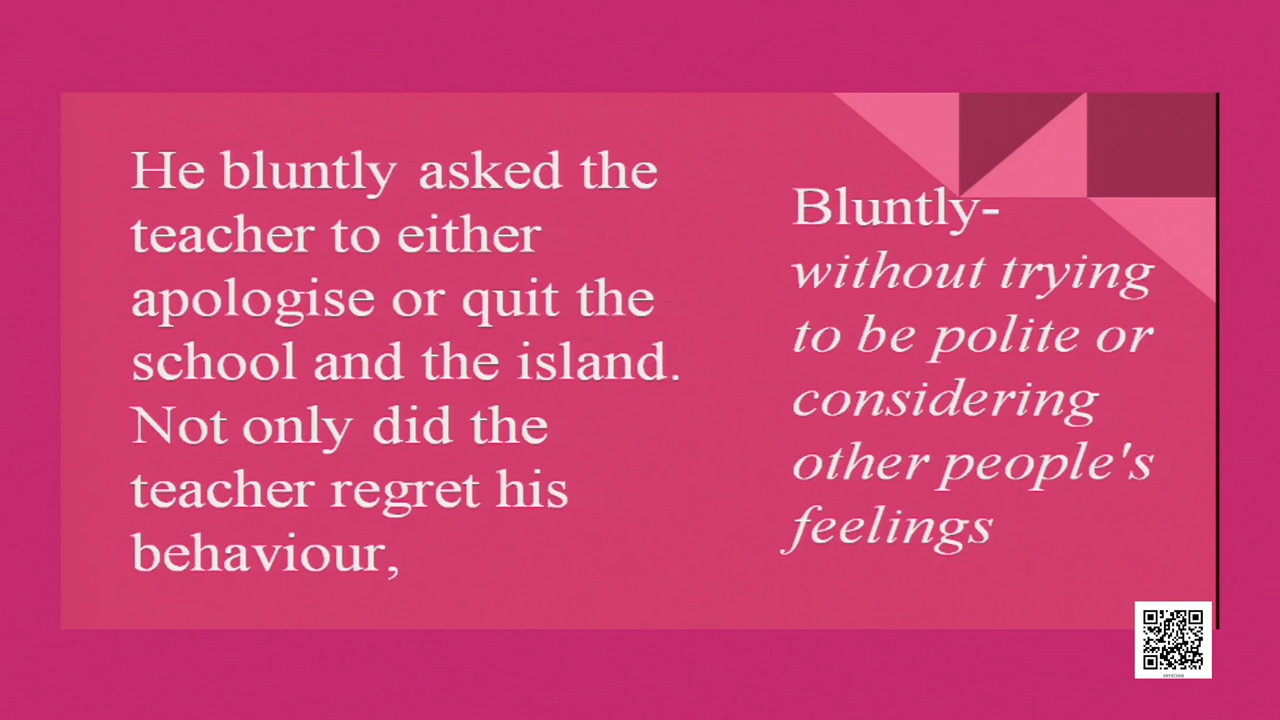 He bluntly asked the
teacher to either
apologise or quit the
school and the island.
Not only did the
teacher regret his
behaviour,
Bluntly-
without trying
to be polite or
considering
other people's
feelings